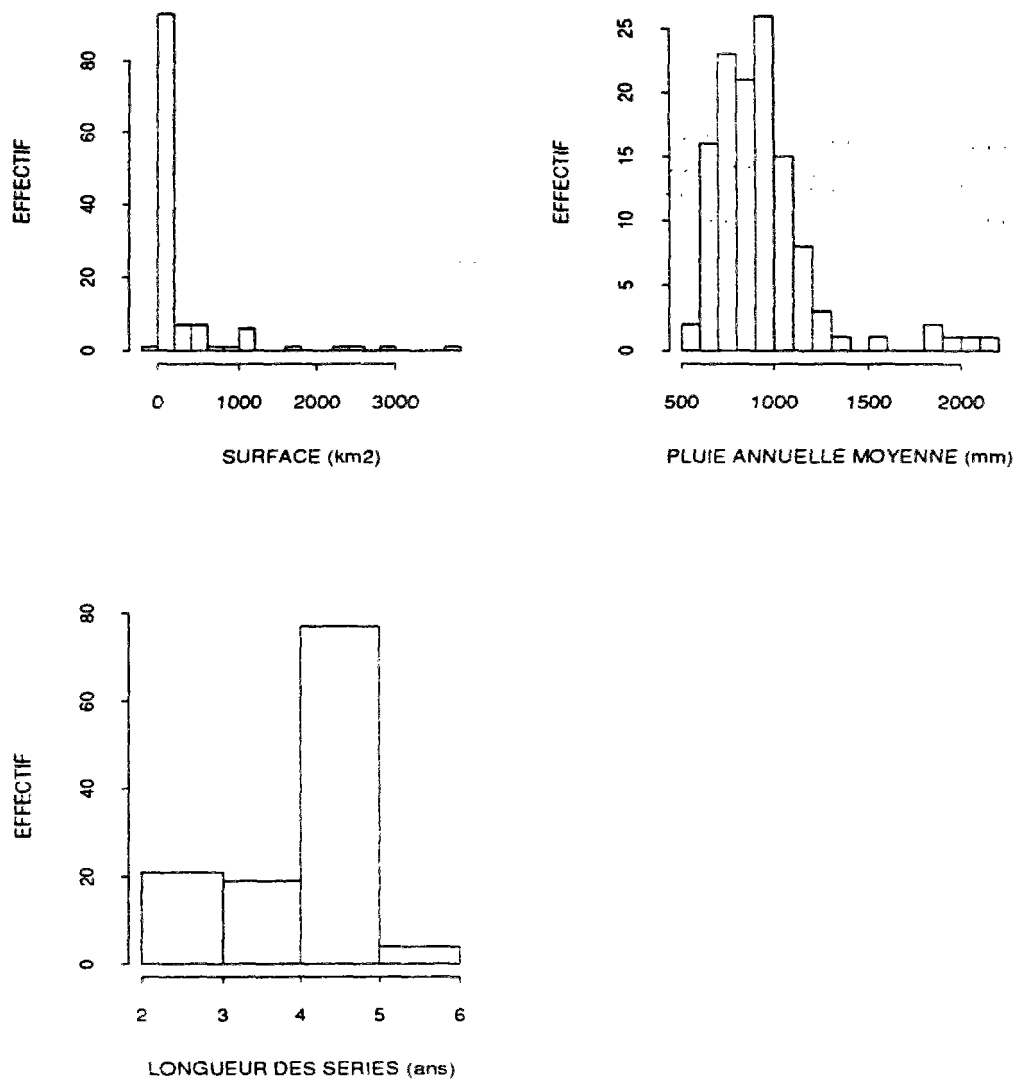 EFFECTIF
80
60
40
20
0
0 1000 2000 3000
SURFACE (km2)
EFFECTIF
25
20
15
10
5
0
500 1000 1500 2000
PLUIE ANNUELLE MOYENNE (mm)
EFFECTIF
80
60
40
20
0
2 3 4 5 6
LONGUEUR DES SERIES (ans)